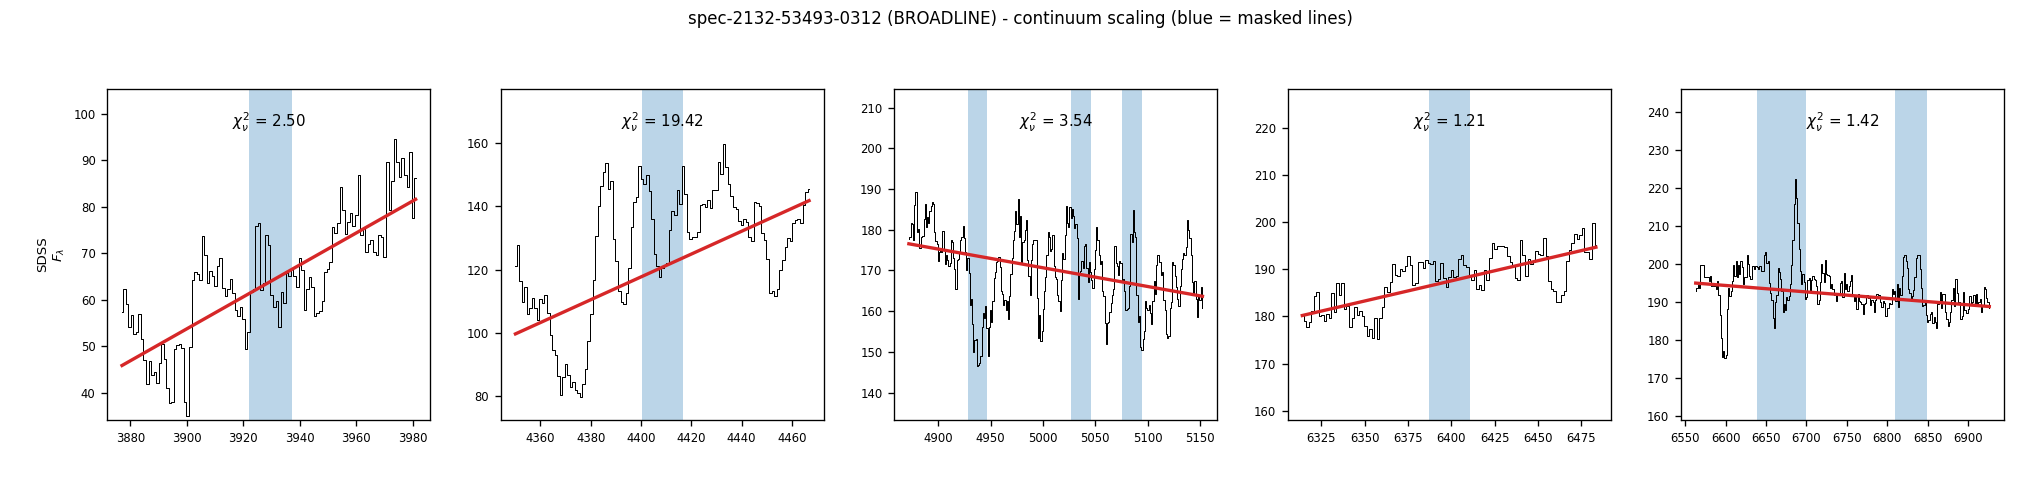 spec-2132-53493-0312 (BROADLINE) - continuum scaling (blue = masked lines)
SDSS
F_λ
χ²_ν = 2.50
χ²_ν = 19.42
χ²_ν = 3.54
χ²_ν = 1.21
χ²_ν = 1.42
100
90
80
70
60
50
40
3880 3900 3920 3940 3960 3980
160
140
120
100
80
4360 4380 4400 4420 4440 4460
210
200
190
180
170
160
150
140
4900 4950 5000 5050 5100 5150
220
210
200
190
180
170
160
6325 6350 6375 6400 6425 6450 6475
240
230
220
210
200
190
180
170
160
6550 6600 6650 6700 6750 6800 6850 6900